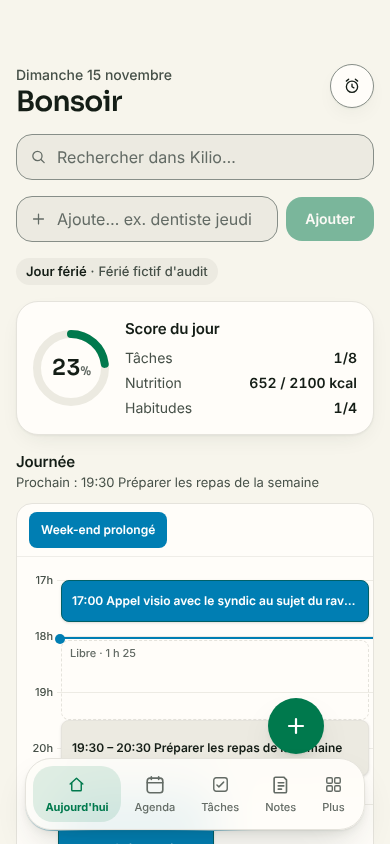 Dimanche 15 novembre
Bonsoir
Rechercher dans Kilio...
Ajoute... ex. dentiste jeudi
Ajouter
Jour férié · Férié fictif d'audit
Score du jour
23%
Tâches 1/8
Nutrition 652 / 2100 kcal
Habitudes 1/4
Journée
Prochain : 19:30 Préparer les repas de la semaine
Week-end prolongé
17h
17:00 Appel visio avec le syndic au sujet du rav...
18h
Libre · 1 h 25
19h
20h
19:30 – 20:30 Préparer les repas de la semaine
Aujourd'hui
Agenda
Tâches
Notes
Plus